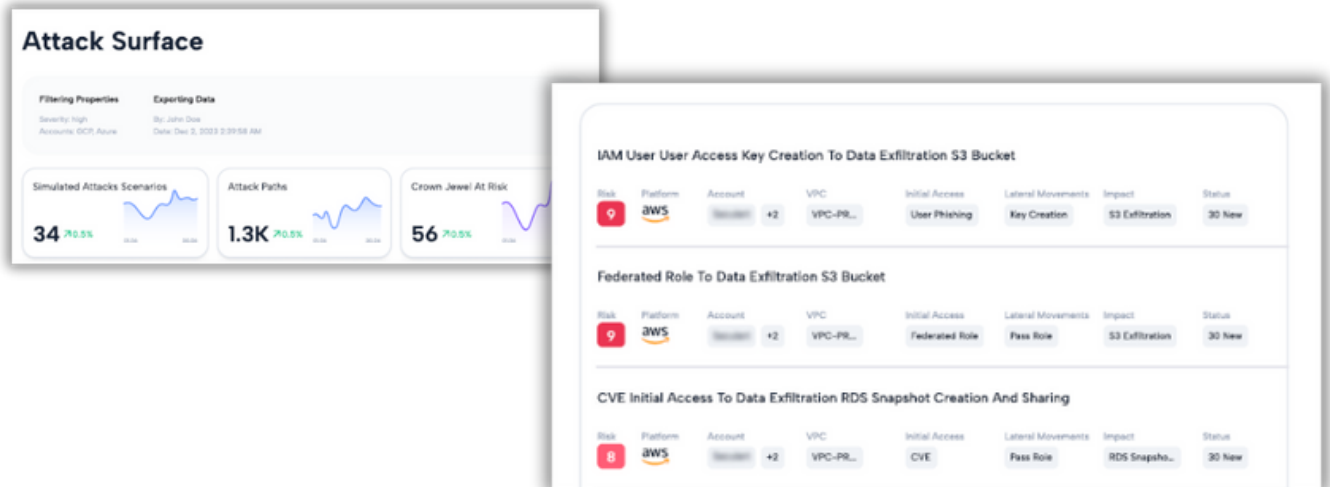 Attack Surface
Filtering Properties Exporting Data
Severity: high By: John Doe
Accounts: GCP, Azure Date: Dec 2, 2023 2:39:58 AM
Simulated Attacks Scenarios Attack Paths Crown Jewel At Risk
34 ↗0.5% 1.3K ↗0.5% 56 ↗0.5%
IAM User User Access Key Creation To Data Exfiltration S3 Bucket
Risk Platform Account VPC Initial Access Lateral Movements Impact Status
9 aws +2 VPC-PR... User Phishing Key Creation S3 Exfiltration 30 New
Federated Role To Data Exfiltration S3 Bucket
Risk Platform Account VPC Initial Access Lateral Movements Impact Status
9 aws +2 VPC-PR... Federated Role Pass Role S3 Exfiltration 30 New
CVE Initial Access To Data Exfiltration RDS Snapshot Creation And Sharing
Risk Platform Account VPC Initial Access Lateral Movements Impact Status
8 aws +2 VPC-PR... CVE Pass Role RDS Snapsho... 30 New